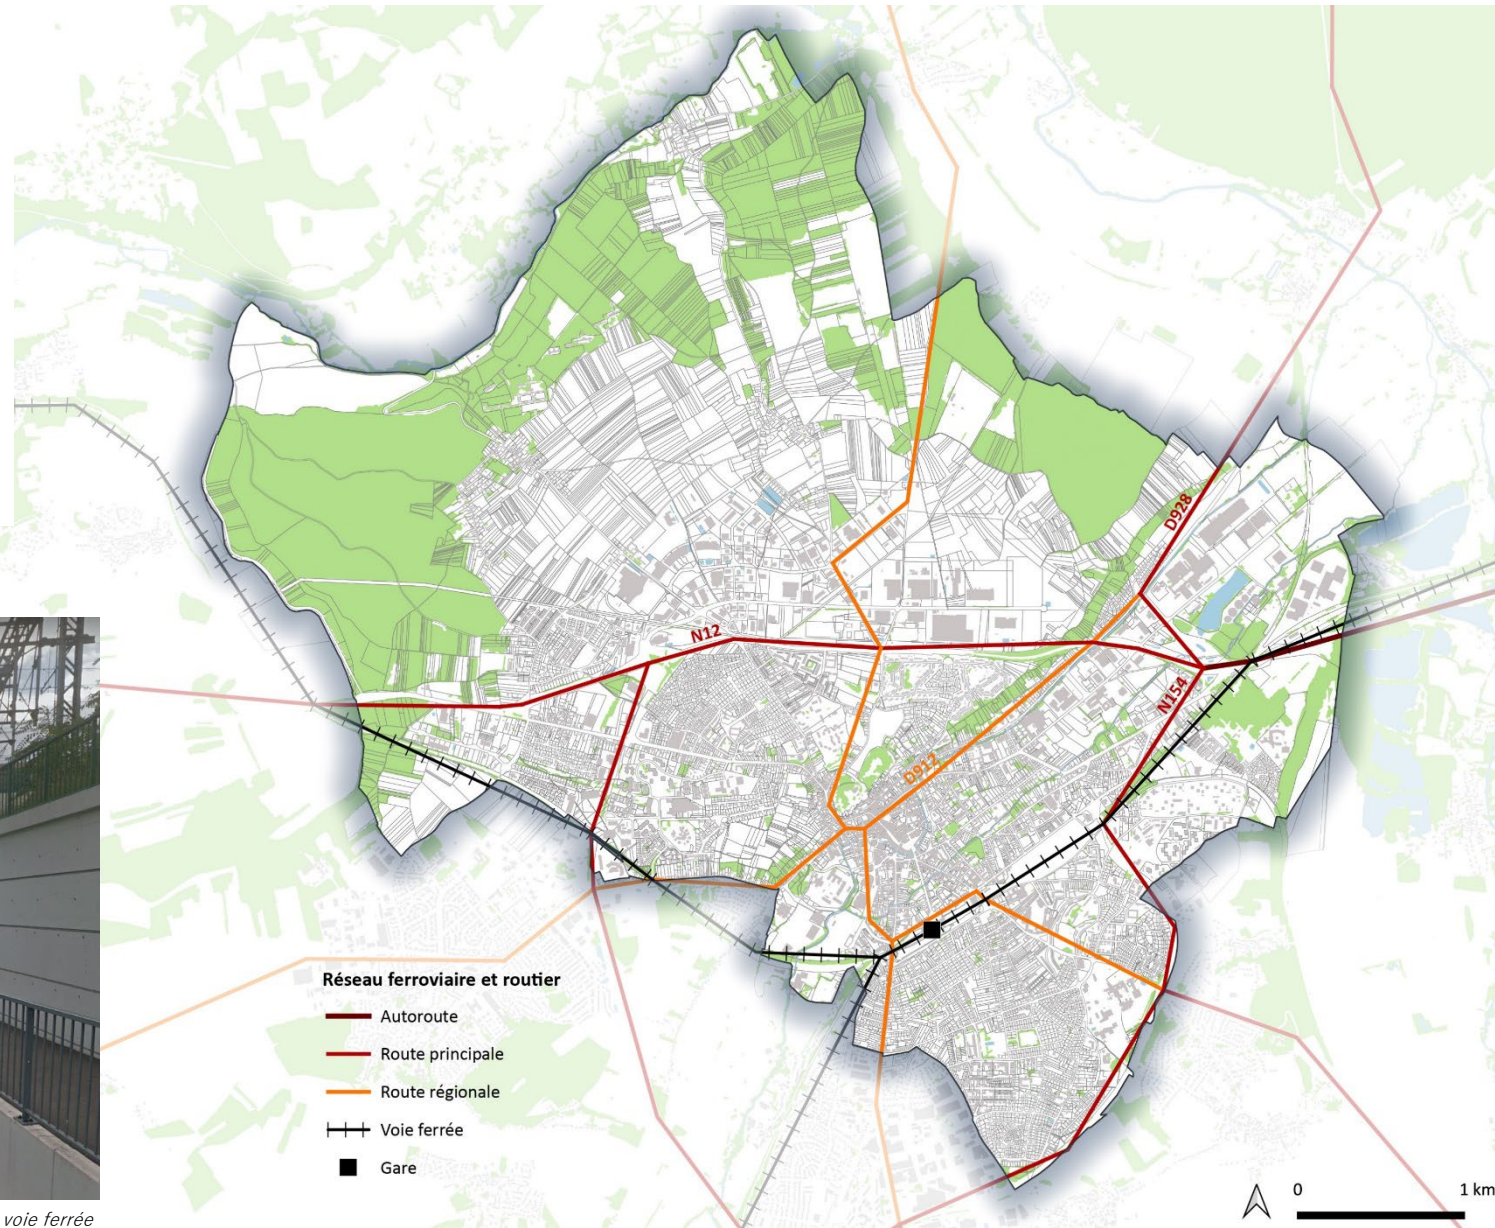 D928
N12
N154
D912
Réseau ferroviaire et routier
Autoroute
Route principale
Route régionale
Voie ferrée
Gare
0 1 km
voie ferrée